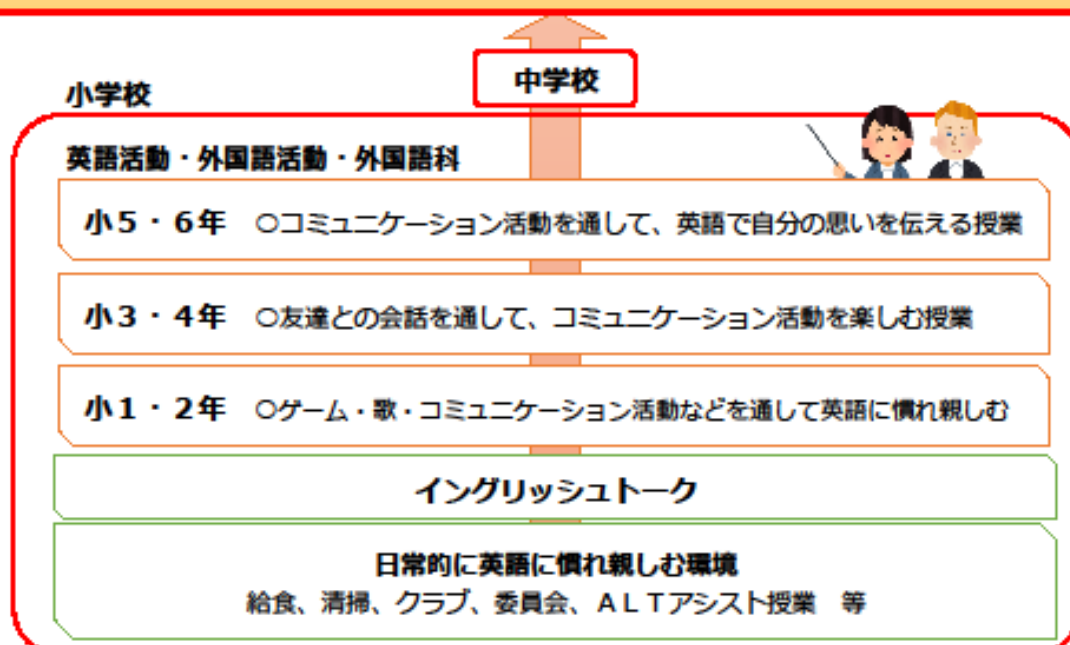 中学校
小学校
英語活動・外国語活動・外国語科
小５・６年　〇コミュニケーション活動を通して、英語で自分の思いを伝える授業
小３・４年　〇友達との会話を通して、コミュニケーション活動を楽しむ授業
小１・２年　〇ゲーム・歌・コミュニケーション活動などを通して英語に慣れ親しむ
イングリッシュトーク
日常的に英語に慣れ親しむ環境
給食、清掃、クラブ、委員会、ＡＬＴアシスト授業　等